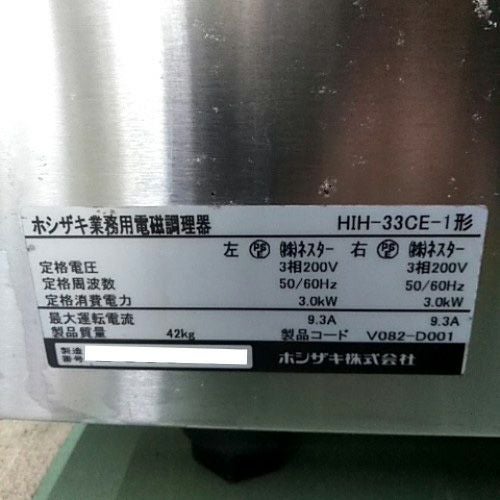 ホシザキ業務用電磁調理器 HIH-33CE-1形
左 PSE ㈱ネスター 右 PSE ㈱ネスター
定格電圧 3相200V 3相200V
定格周波数 50/60Hz 50/60Hz
定格消費電力 3.0kW 3.0kW
最大運転電流 9.3A 9.3A
製品質量 42kg 製品コード V082-D001
製造番号 ホシザキ株式会社